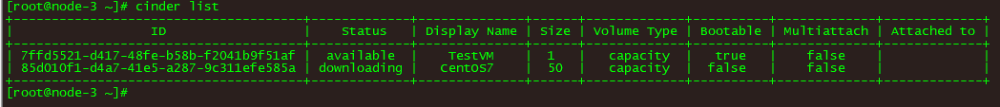 [root@node-3 ~]# cinder list
+--------------------------------------+-------------+--------------+------+-------------+----------+-------------+-------------+
| ID | Status | Display Name | Size | Volume Type | Bootable | Multiattach | Attached to |
+--------------------------------------+-------------+--------------+------+-------------+----------+-------------+-------------+
| 7ffd5521-d417-48fe-b58b-f2041b9f51af | available | TestVM | 1 | capacity | true | false | |
| 85d010f1-d4a7-41e5-a287-9c311efe585a | downloading | CentOS7 | 50 | capacity | false | false | |
+--------------------------------------+-------------+--------------+------+-------------+----------+-------------+-------------+
[root@node-3 ~]#